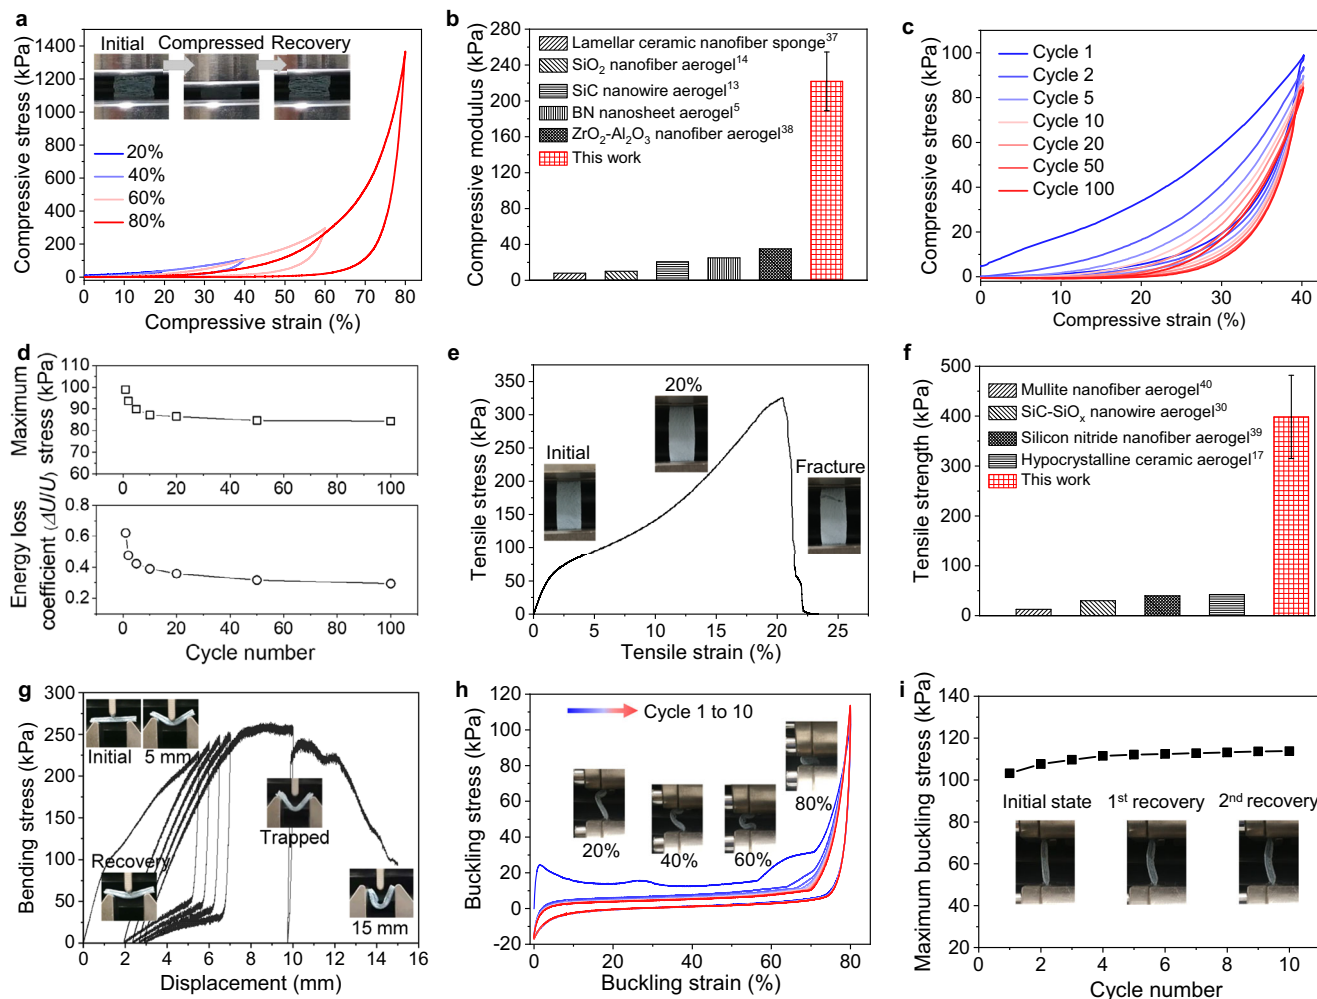 a
Compressive stress (kPa)
1400
1200
1000
800
600
400
200
0
Initial
Compressed
Recovery
20%
40%
60%
80%
0 10 20 30 40 50 60 70 80
Compressive strain (%)
b
Compressive modulus (kPa)
280
240
200
160
120
80
40
0
Lamellar ceramic nanofiber sponge37
SiO2 nanofiber aerogel14
SiC nanowire aerogel13
BN nanosheet aerogel5
ZrO2-Al2O3 nanofiber aerogel38
This work
c
Compressive stress (kPa)
100
80
60
40
20
0
Cycle 1
Cycle 2
Cycle 5
Cycle 10
Cycle 20
Cycle 50
Cycle 100
0 10 20 30 40
Compressive strain (%)
d
Maximum
stress (kPa)
110
100
90
80
70
60
0 20 40 60 80 100
Energy loss
coefficient (ΔU/U)
0.8
0.6
0.4
0.2
0 20 40 60 80 100
Cycle number
e
Tensile stress (kPa)
350
300
250
200
150
100
50
0
Initial
20%
Fracture
0 5 10 15 20 25
Tensile strain (%)
f
Tensile strength (kPa)
500
400
300
200
100
0
Mullite nanofiber aerogel40
SiC-SiOx nanowire aerogel30
Silicon nitride nanofiber aerogel39
Hypocrystalline ceramic aerogel17
This work
g
Bending stress (kPa)
300
250
200
150
100
50
0
Initial
5 mm
Recovery
Trapped
15 mm
0 2 4 6 8 10 12 14 16
Displacement (mm)
h
Buckling stress (kPa)
120
100
80
60
40
20
0
-20
Cycle 1 to 10
20%
40%
60%
80%
0 20 40 60 80
Buckling strain (%)
i
Maximum buckling stress (kPa)
140
120
100
80
60
40
20
Initial state
1st recovery
2nd recovery
0 2 4 6 8 10
Cycle number